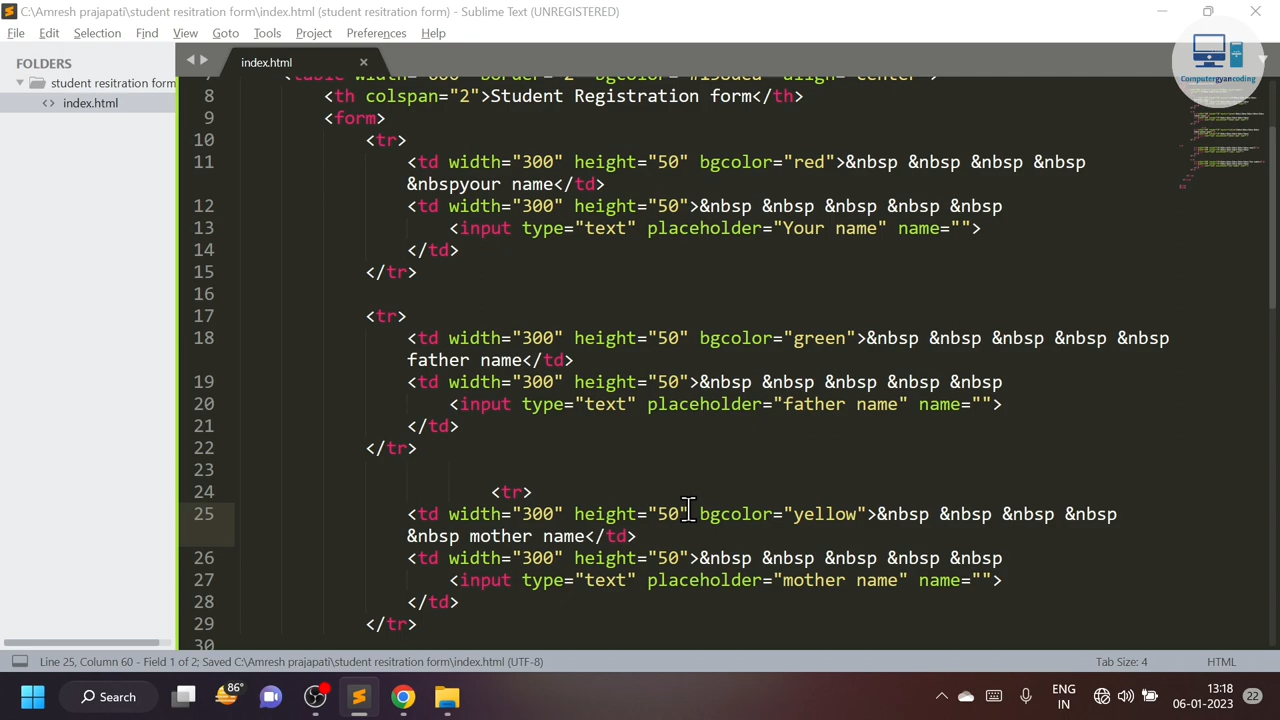 C:\Amresh prajapati\student resitration form\index.html (student resitration form) - Sublime Text (UNREGISTERED)
File Edit Selection Find View Goto Tools Project Preferences Help
FOLDERS
student resitration form
index.html
index.html
Computergyancoding
8 <th colspan="2">Student Registration form</th>
9 <form>
10 <tr>
11 <td width="300" height="50" bgcolor="red">&nbsp &nbsp &nbsp &nbsp
&nbspyour name</td>
12 <td width="300" height="50">&nbsp &nbsp &nbsp &nbsp &nbsp
13 <input type="text" placeholder="Your name" name="">
14 </td>
15 </tr>
16
17 <tr>
18 <td width="300" height="50" bgcolor="green">&nbsp &nbsp &nbsp &nbsp &nbsp
father name</td>
19 <td width="300" height="50">&nbsp &nbsp &nbsp &nbsp &nbsp
20 <input type="text" placeholder="father name" name="">
21 </td>
22 </tr>
23
24 <tr>
25 <td width="300" height="50" bgcolor="yellow">&nbsp &nbsp &nbsp &nbsp
&nbsp mother name</td>
26 <td width="300" height="50">&nbsp &nbsp &nbsp &nbsp &nbsp
27 <input type="text" placeholder="mother name" name="">
28 </td>
29 </tr>
30
Line 25, Column 60 - Field 1 of 2; Saved C:\Amresh prajapati\student resitration form\index.html (UTF-8) Tab Size: 4 HTML
86°
Search
ENG
IN
13:18
06-01-2023
22